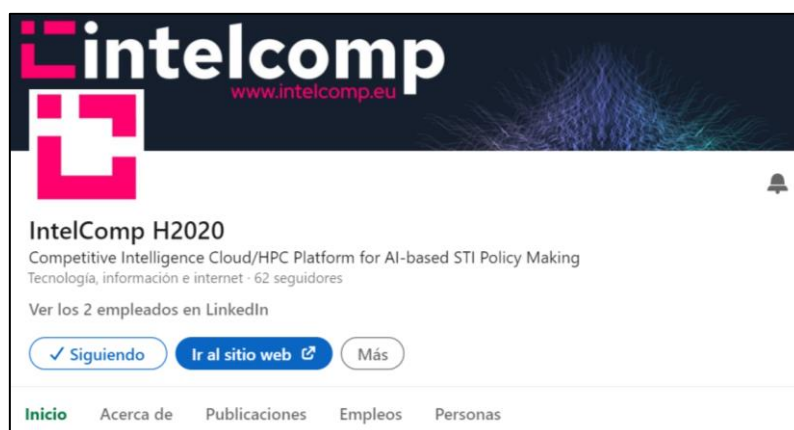 intelcomp
www.intelcomp.eu
IntelComp H2020
Competitive Intelligence Cloud/HPC Platform for AI-based STI Policy Making
Tecnología, información e internet · 62 seguidores
Ver los 2 empleados en LinkedIn
✓ Siguiendo Ir al sitio web Más
Inicio Acerca de Publicaciones Empleos Personas